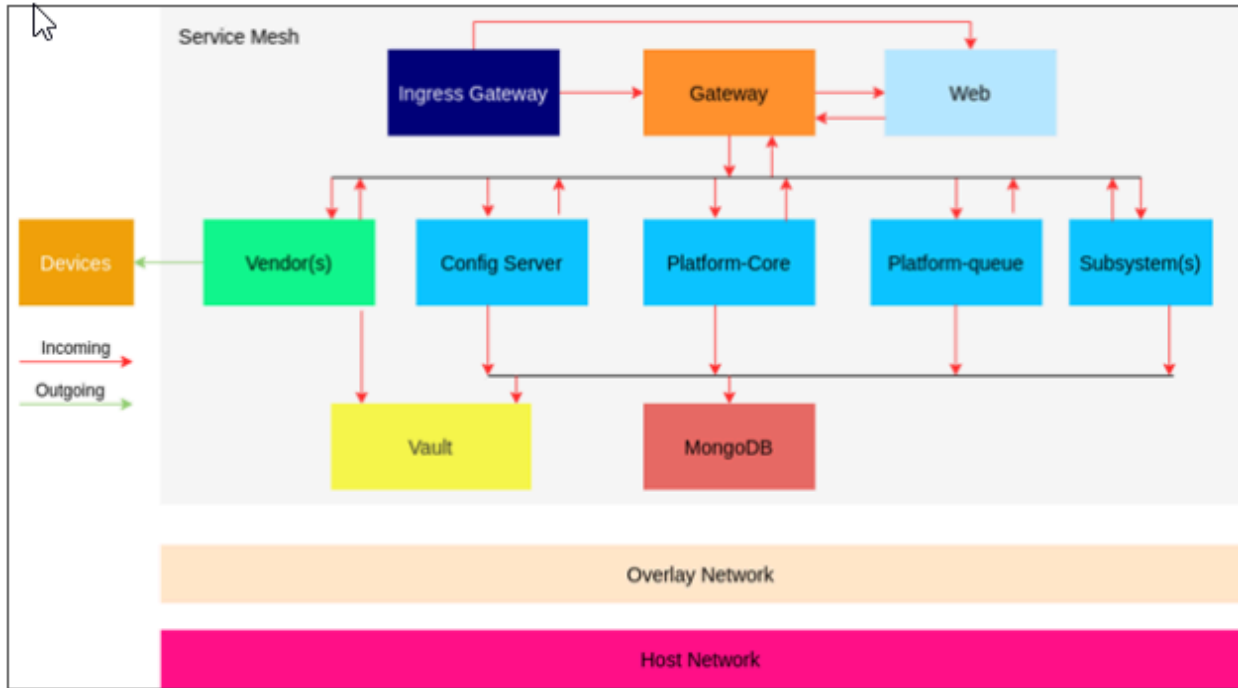 Service Mesh
Ingress Gateway
Gateway
Web
Devices
Vendor(s)
Config Server
Platform-Core
Platform-queue
Subsystem(s)
Incoming
Outgoing
Vault
MongoDB
Overlay Network
Host Network